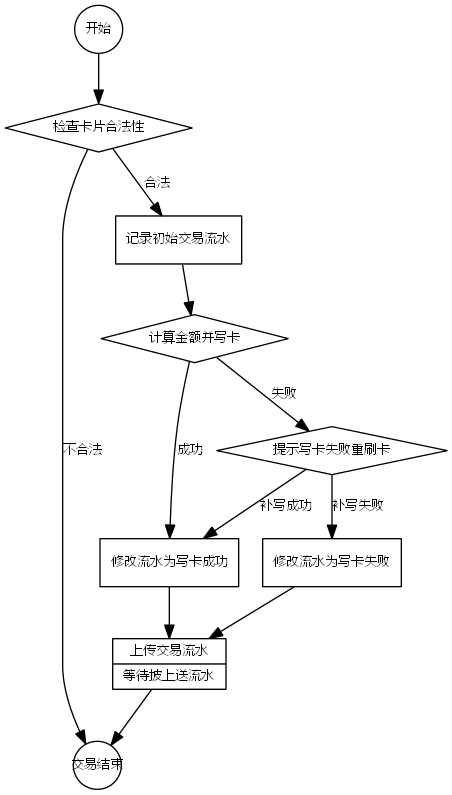 开始
检查卡片合法性
合法
记录初始交易流水
计算金额并写卡
失败
不合法
成功
提示写卡失败重刷卡
补写成功
补写失败
修改流水为写卡成功
修改流水为写卡失败
上传交易流水
等待披上送流水
交易结束